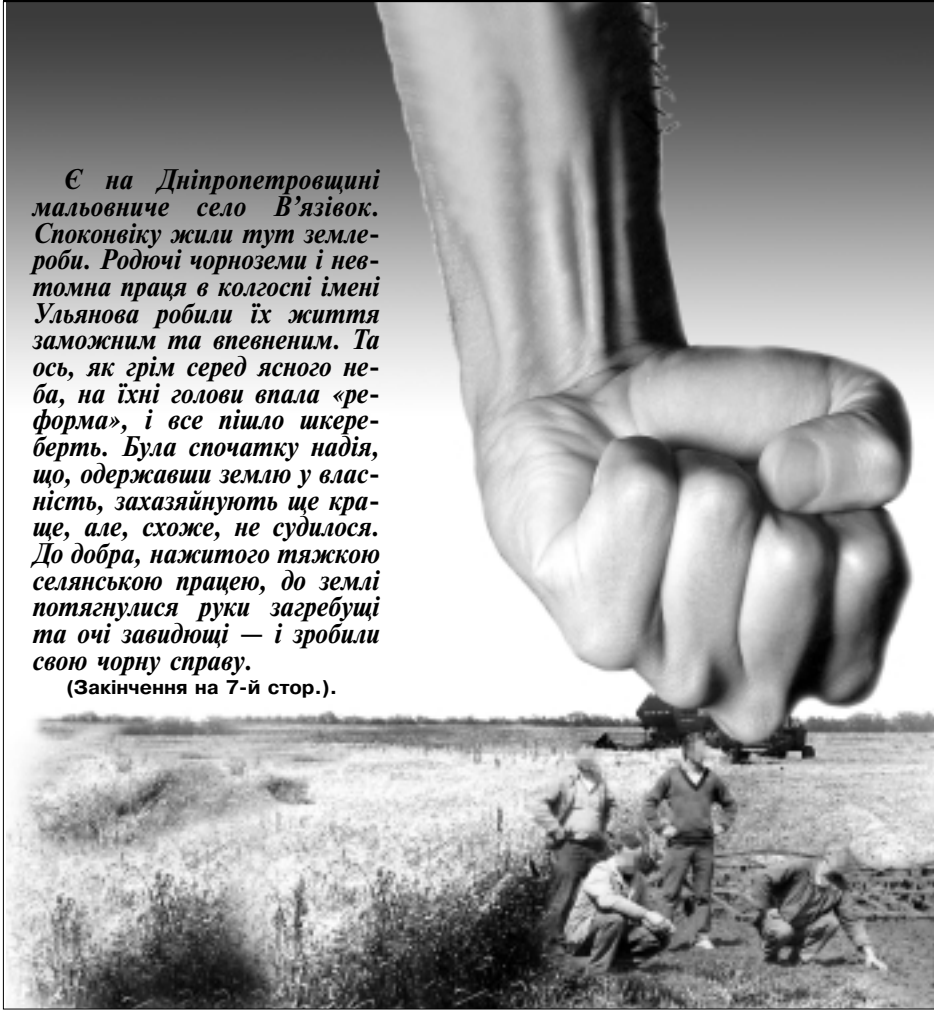 Є на Дніпропетровщині
мальовниче село В’язівок.
Споконвіку жили тут земле-
роби. Родючі чорноземи і нев-
томна праця в колгоспі імені
Ульянова робили їх життя
заможним та впевненим. Та
ось, як грім серед ясного не-
ба, на їхні голови впала «ре-
форма», і все пішло шкере-
берть. Була спочатку надія,
що, одержавши землю у влас-
ність, захазяйнують ще кра-
ще, але, схоже, не судилося.
До добра, нажитого тяжкою
селянською працею, до землі
потягнулися руки загребущі
та очі завидющі — і зробили
свою чорну справу.
(Закінчення на 7-й стор.).